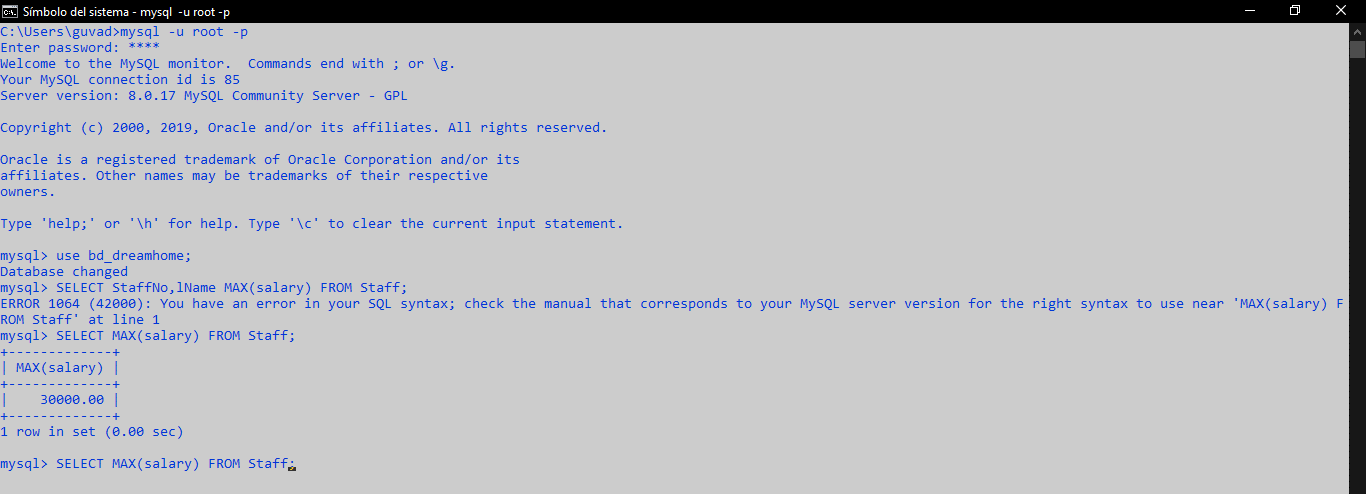 Símbolo del sistema - mysql  -u root -p
C:\Users\guvad>mysql -u root -p
Enter password: ****
Welcome to the MySQL monitor.  Commands end with ; or \g.
Your MySQL connection id is 85
Server version: 8.0.17 MySQL Community Server - GPL

Copyright (c) 2000, 2019, Oracle and/or its affiliates. All rights reserved.

Oracle is a registered trademark of Oracle Corporation and/or its
affiliates. Other names may be trademarks of their respective
owners.

Type 'help;' or '\h' for help. Type '\c' to clear the current input statement.

mysql> use bd_dreamhome;
Database changed
mysql> SELECT StaffNo,lName MAX(salary) FROM Staff;
ERROR 1064 (42000): You have an error in your SQL syntax; check the manual that corresponds to your MySQL server version for the right syntax to use near 'MAX(salary) F
ROM Staff' at line 1
mysql> SELECT MAX(salary) FROM Staff;
+-------------+
| MAX(salary) |
+-------------+
|    30000.00 |
+-------------+
1 row in set (0.00 sec)

mysql> SELECT MAX(salary) FROM Staff;